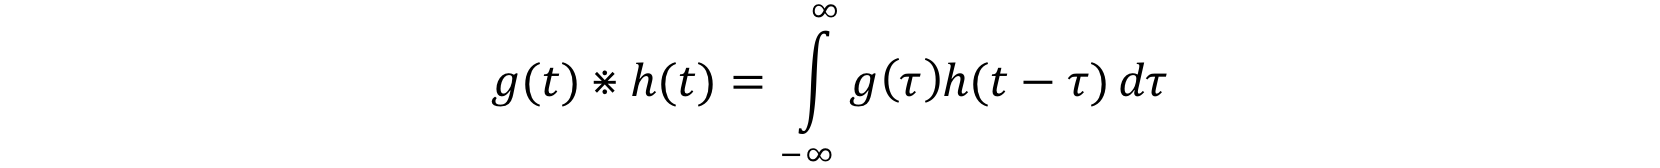 g(t) ⋇ h(t) = ∫_{-∞}^{∞} g(τ)h(t − τ) dτ